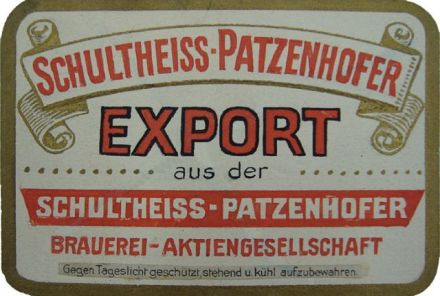 SCHULTHEISS-PATZENHOFER
EXPORT
aus der
SCHULTHEISS-PATZENHOFER
BRAUEREI-AKTIENGESELLSCHAFT
Gegen Tageslicht geschützt, stehend u. kühl aufzubewahren.